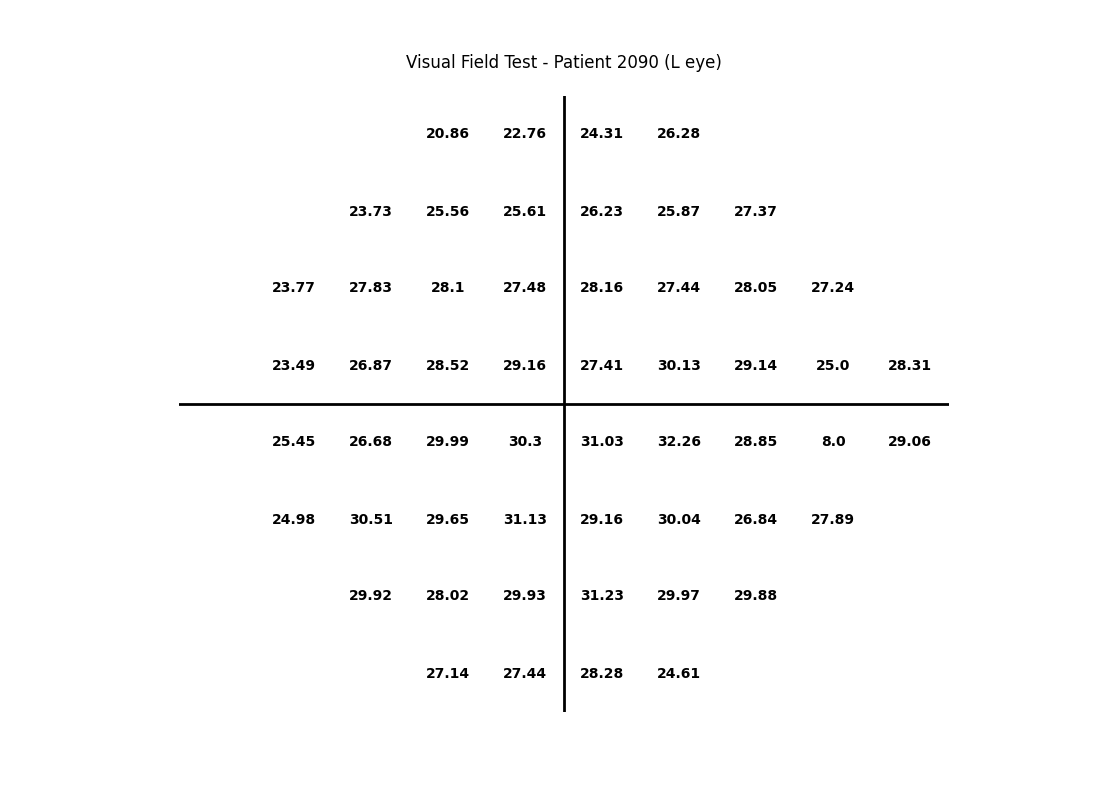 Visual Field Test - Patient 2090 (L eye)
20.86 22.76 24.31 26.28
23.73 25.56 25.61 26.23 25.87 27.37
23.77 27.83 28.1 27.48 28.16 27.44 28.05 27.24
23.49 26.87 28.52 29.16 27.41 30.13 29.14 25.0 28.31
25.45 26.68 29.99 30.3 31.03 32.26 28.85 8.0 29.06
24.98 30.51 29.65 31.13 29.16 30.04 26.84 27.89
29.92 28.02 29.93 31.23 29.97 29.88
27.14 27.44 28.28 24.61